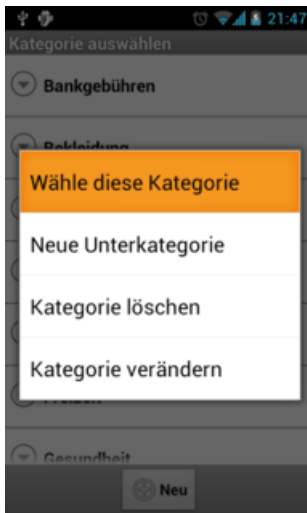 21:47
Kategorie auswählen
Bankgebühren
Bekleidung
Wähle diese Kategorie
Neue Unterkategorie
Kategorie löschen
Kategorie verändern
Freizeit
Gesundheit
Neu